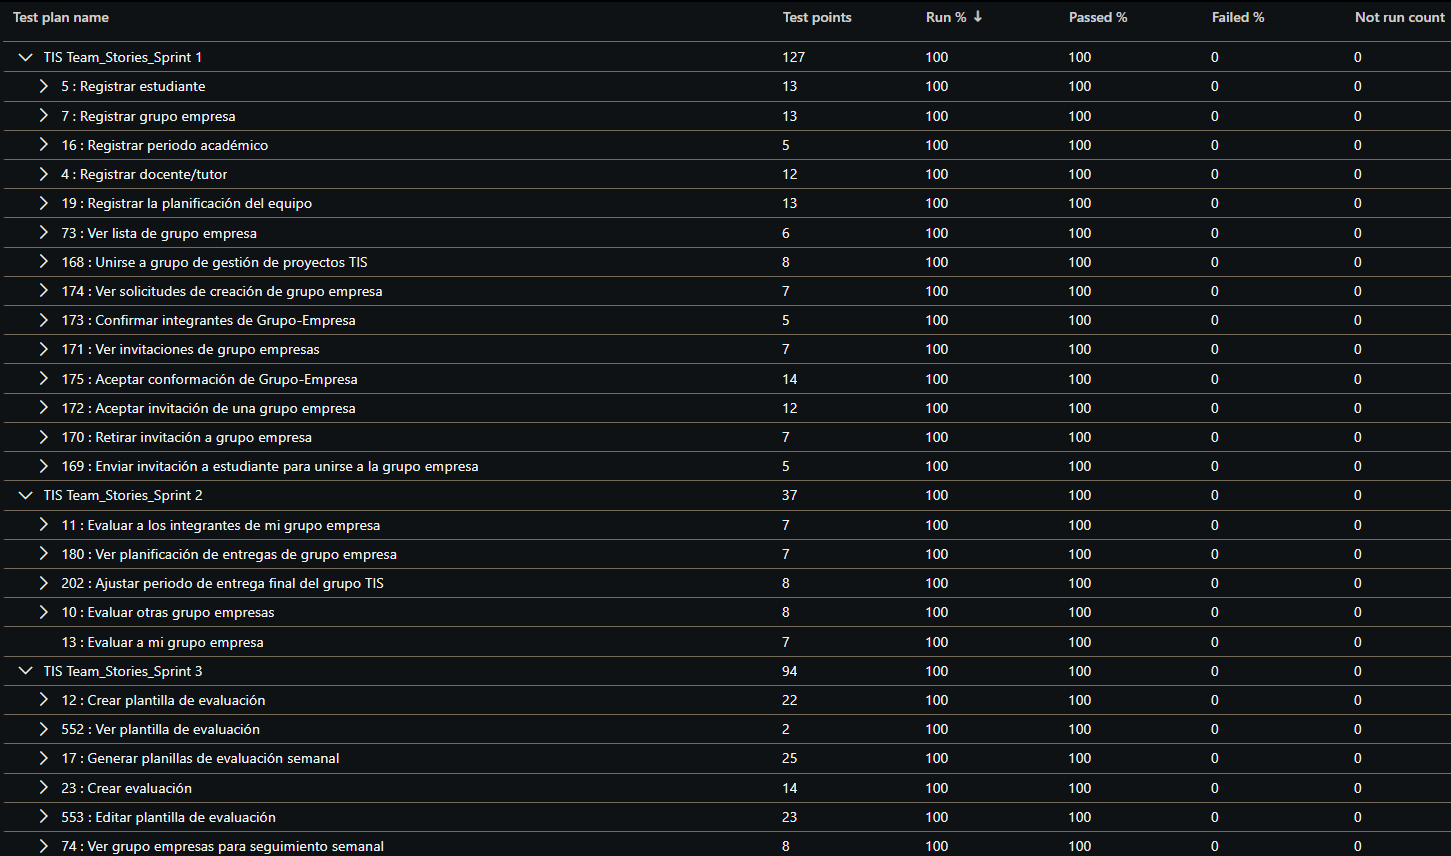 Test plan name Test points Run % ↓ Passed % Failed % Not run count
TIS Team_Stories_Sprint 1 127 100 100 0 0
5 : Registrar estudiante 13 100 100 0 0
7 : Registrar grupo empresa 13 100 100 0 0
16 : Registrar periodo académico 5 100 100 0 0
4 : Registrar docente/tutor 12 100 100 0 0
19 : Registrar la planificación del equipo 13 100 100 0 0
73 : Ver lista de grupo empresa 6 100 100 0 0
168 : Unirse a grupo de gestión de proyectos TIS 8 100 100 0 0
174 : Ver solicitudes de creación de grupo empresa 7 100 100 0 0
173 : Confirmar integrantes de Grupo-Empresa 5 100 100 0 0
171 : Ver invitaciones de grupo empresas 7 100 100 0 0
175 : Aceptar conformación de Grupo-Empresa 14 100 100 0 0
172 : Aceptar invitación de una grupo empresa 12 100 100 0 0
170 : Retirar invitación a grupo empresa 7 100 100 0 0
169 : Enviar invitación a estudiante para unirse a la grupo empresa 5 100 100 0 0
TIS Team_Stories_Sprint 2 37 100 100 0 0
11 : Evaluar a los integrantes de mi grupo empresa 7 100 100 0 0
180 : Ver planificación de entregas de grupo empresa 7 100 100 0 0
202 : Ajustar periodo de entrega final del grupo TIS 8 100 100 0 0
10 : Evaluar otras grupo empresas 8 100 100 0 0
13 : Evaluar a mi grupo empresa 7 100 100 0 0
TIS Team_Stories_Sprint 3 94 100 100 0 0
12 : Crear plantilla de evaluación 22 100 100 0 0
552 : Ver plantilla de evaluación 2 100 100 0 0
17 : Generar planillas de evaluación semanal 25 100 100 0 0
23 : Crear evaluación 14 100 100 0 0
553 : Editar plantilla de evaluación 23 100 100 0 0
74 : Ver grupo empresas para seguimiento semanal 8 100 100 0 0